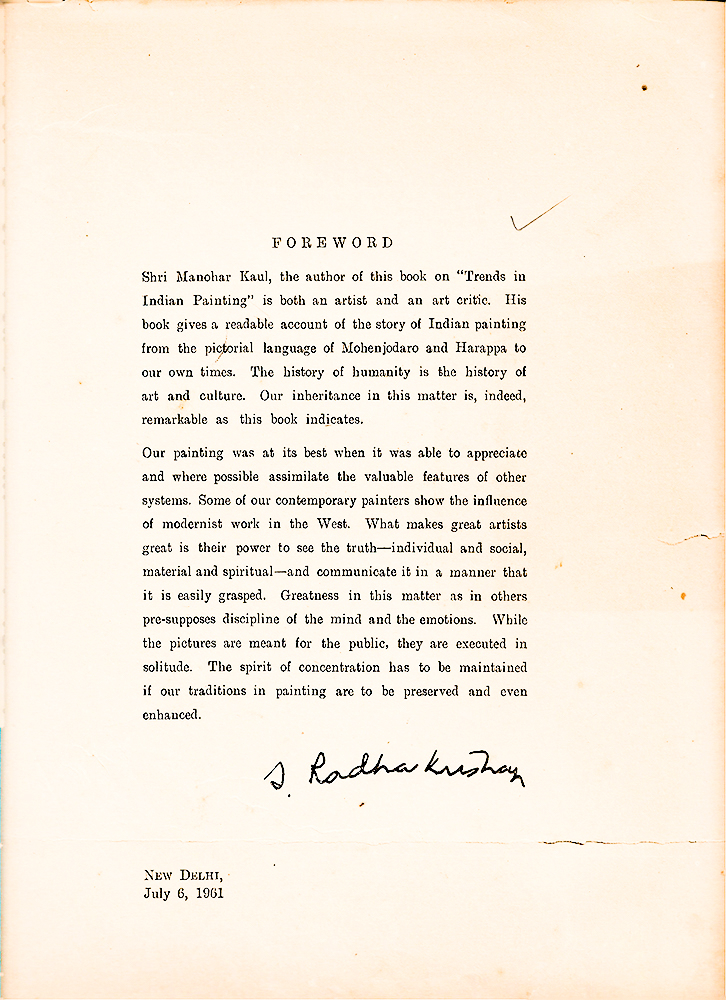 FOREWORD
Shri Manohar Kaul, the author of this book on “Trends in
Indian Painting” is both an artist and an art critic. His
book gives a readable account of the story of Indian painting
from the pictorial language of Mohenjodaro and Harappa to
our own times. The history of humanity is the history of
art and culture. Our inheritance in this matter is, indeed,
remarkable as this book indicates.
Our painting was at its best when it was able to appreciate
and where possible assimilate the valuable features of other
systems. Some of our contemporary painters show the influence
of modernist work in the West. What makes great artists
great is their power to see the truth—individual and social,
material and spiritual—and communicate it in a manner that
it is easily grasped. Greatness in this matter as in others
pre-supposes discipline of the mind and the emotions. While
the pictures are meant for the public, they are executed in
solitude. The spirit of concentration has to be maintained
if our traditions in painting are to be preserved and even
enhanced.
S. Radhakrishnan
NEW DELHI,
July 6, 1961